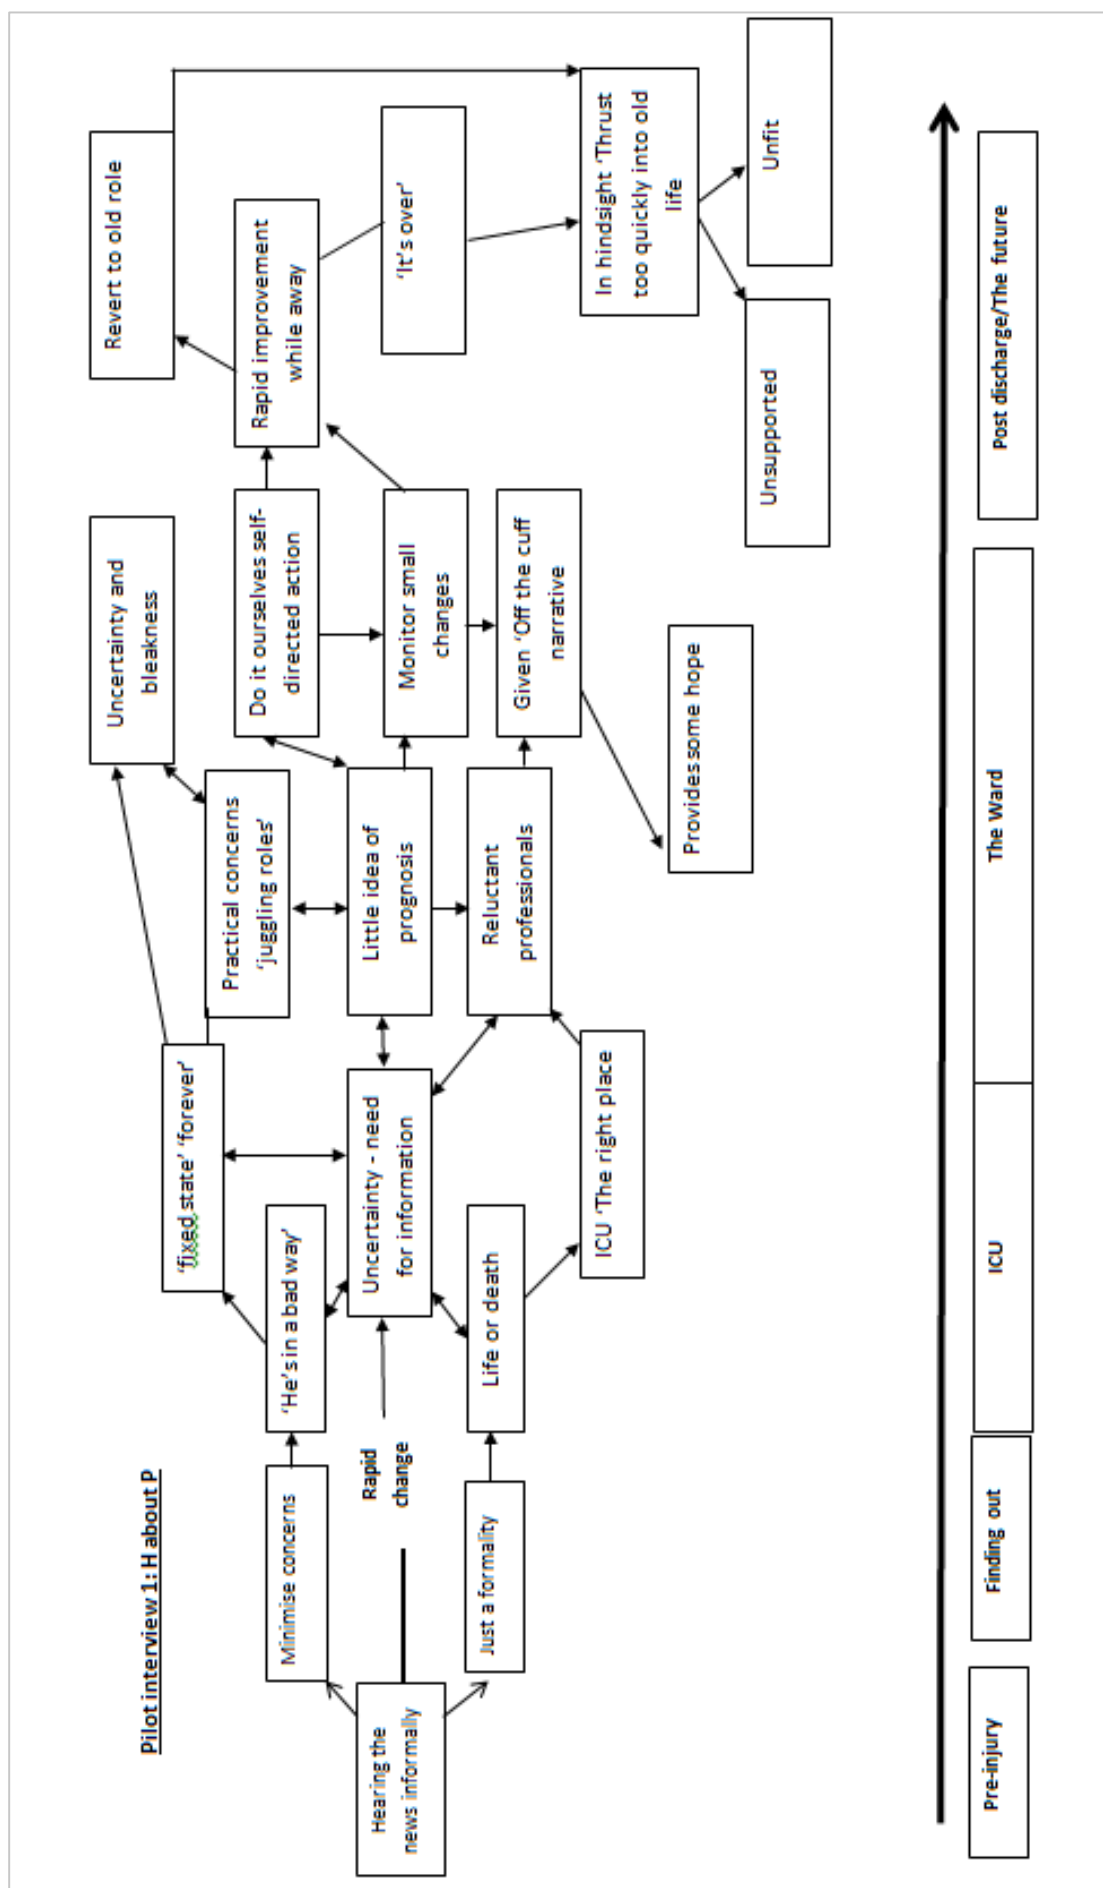 Pilot interview 1: H about P
Hearing the
news informally
Minimise concerns
Rapid
change
Just a formality
'He's in a bad way'
Uncertainty - need
for information
Life or death
'fixed state' 'forever'
ICU 'The right place
Practical concerns
'juggling roles'
Little idea of
prognosis
Reluctant
professionals
Uncertainty and
bleakness
Do it ourselves self-
directed action
Monitor small
changes
Given 'Off the cuff
narrative
Provides some hope
Revert to old role
Rapid improvement
while away
'It's over'
In hindsight 'Thrust
too quickly into old
life
Unsupported
Unfit
Pre-injury
Finding out
ICU
The Ward
Post discharge/The future